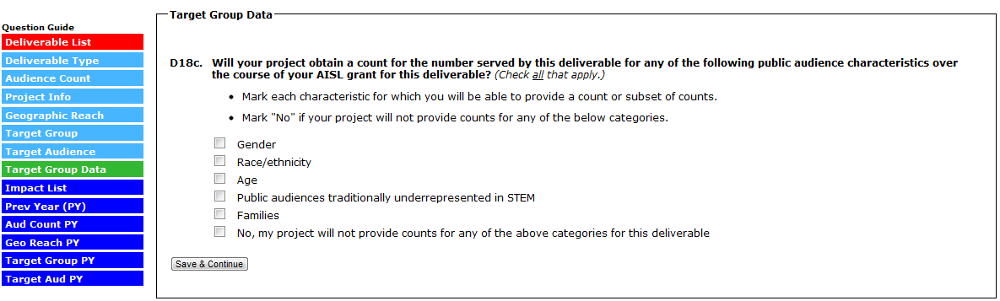 Question Guide
Deliverable List
Deliverable Type
Audience Count
Project Info
Geographic Reach
Target Group
Target Audience
Target Group Data
Impact List
Prev Year (PY)
Aud Count PY
Geo Reach PY
Target Group PY
Target Aud PY
Target Group Data
D18c. Will your project obtain a count for the number served by this deliverable for any of the following public audience characteristics over
the course of your AISL grant for this deliverable? (Check all that apply.)
• Mark each characteristic for which you will be able to provide a count or subset of counts.
• Mark "No" if your project will not provide counts for any of the below categories.
Gender
Race/ethnicity
Age
Public audiences traditionally underrepresented in STEM
Families
No, my project will not provide counts for any of the above categories for this deliverable
Save & Continue